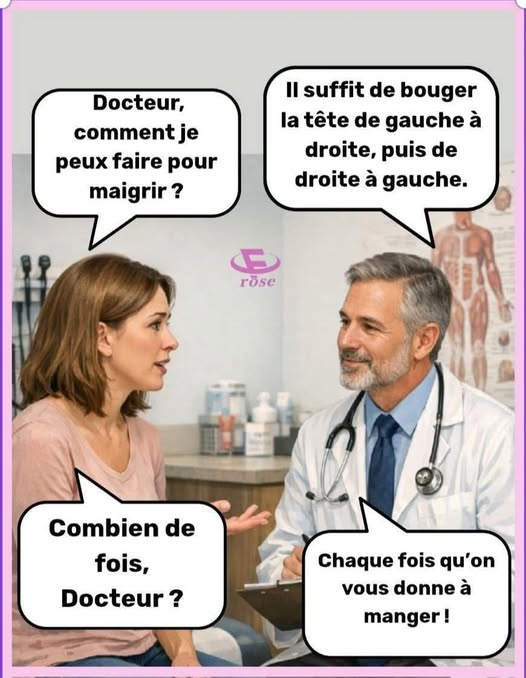 Docteur,
comment je
peux faire pour
maigrir ?
Il suffit de bouger
la tête de gauche à
droite, puis de
droite à gauche.
E
rōse
Combien de
fois,
Docteur ?
Chaque fois qu'on
vous donne à
manger !